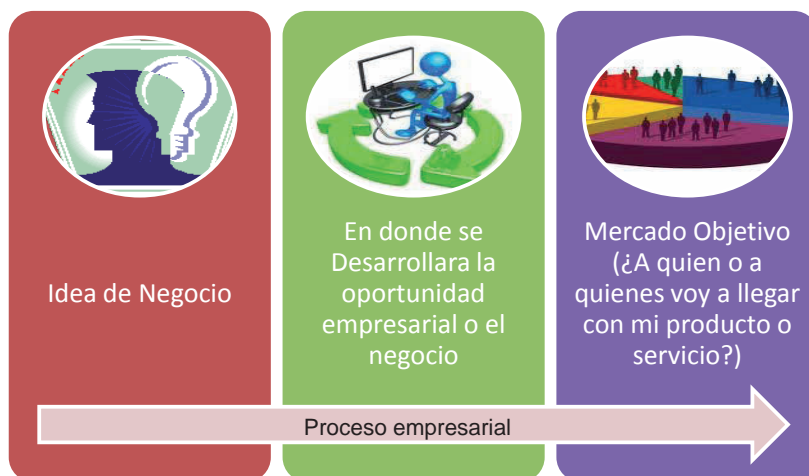 Idea de Negocio
En donde se
Desarrollara la
oportunidad
empresarial o el
negocio
Mercado Objetivo
(¿A quien o a
quienes voy a llegar
con mi producto o
servicio?)
Proceso empresarial